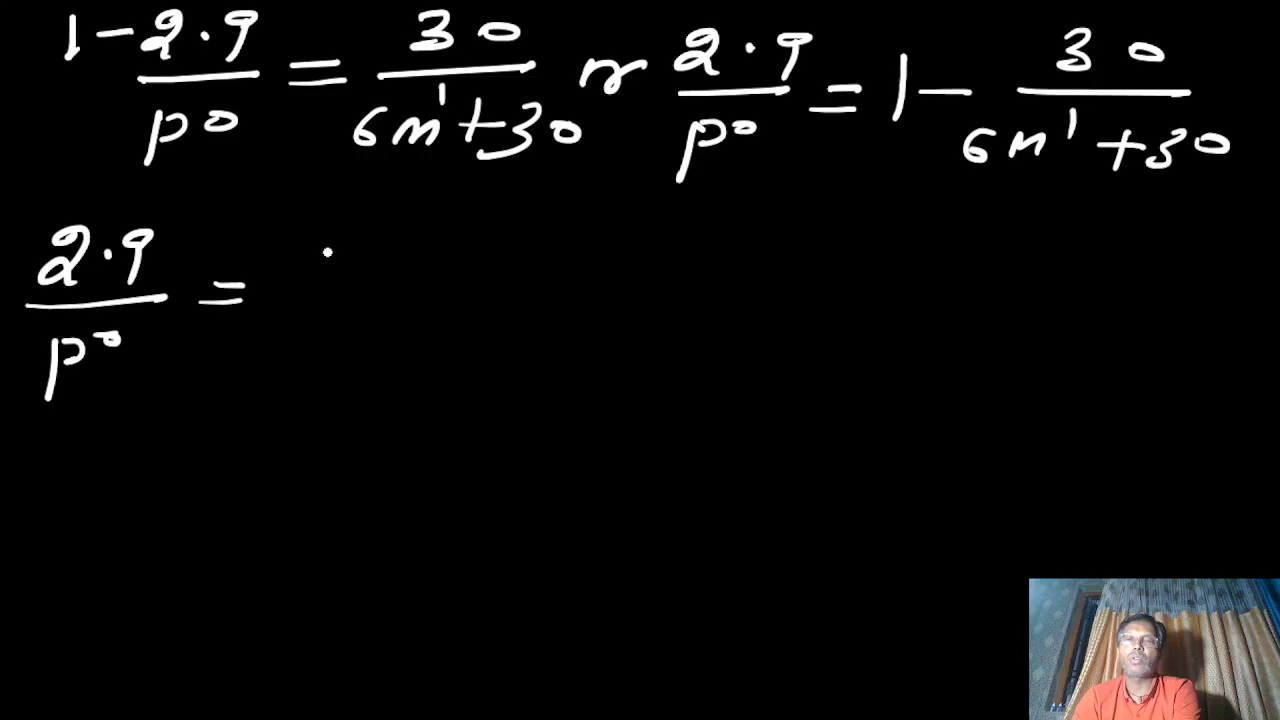 1 - 2.9/p° = 30/(6m' + 30) or 2.9/p° = 1 - 30/(6m' + 30)
2.9/p° =